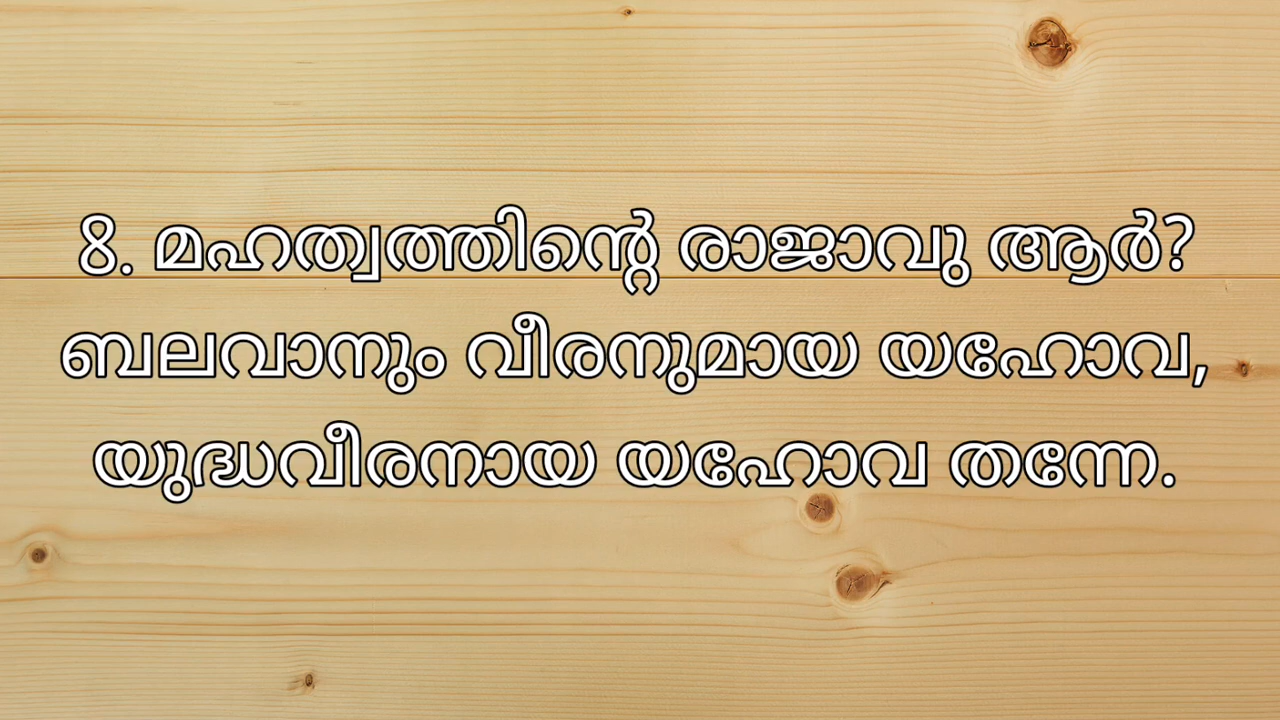 8. മഹത്വത്തിന്റെ രാജാവു ആർ?
ബലവാനും വീരനുമായ യഹോവ,
യുദ്ധവീരനായ യഹോവ തന്നേ.